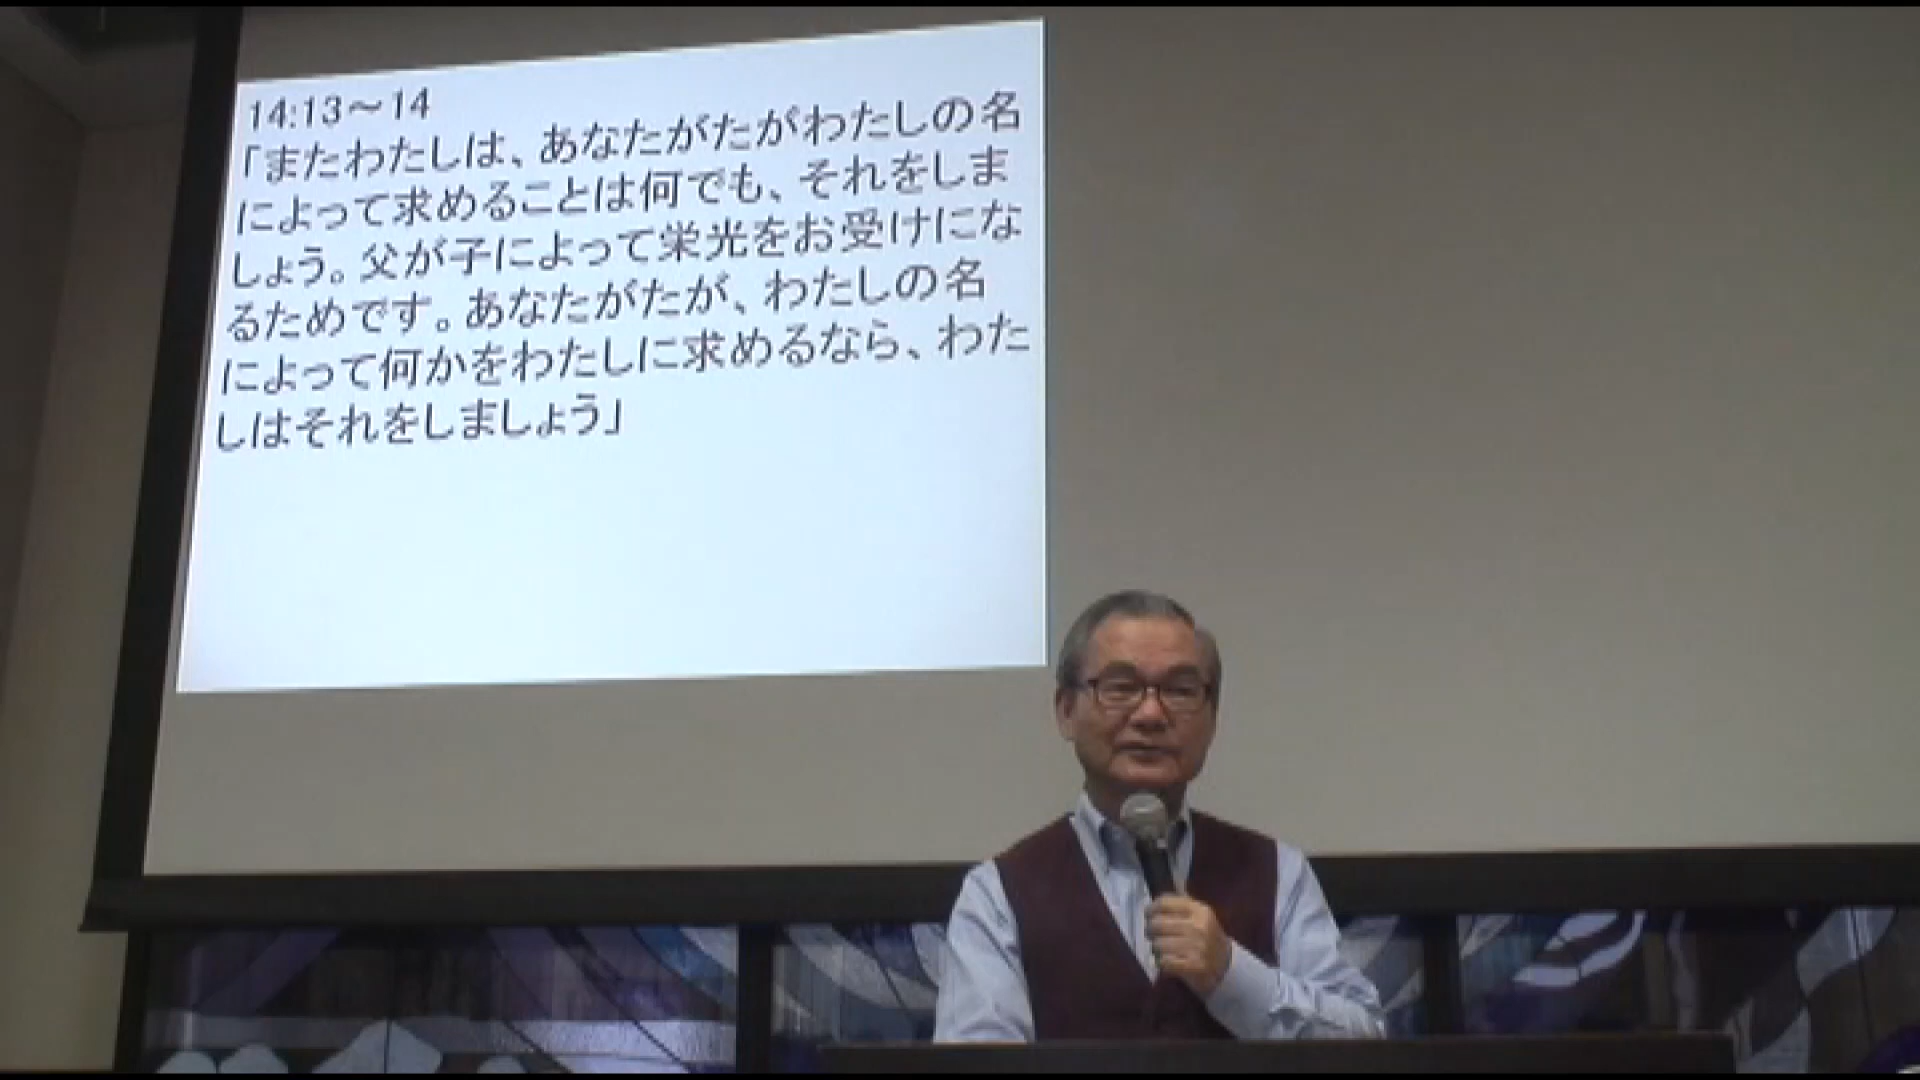 14:13～14
「またわたしは、あなたがたがわたしの名
によって求めることは何でも、それをしま
しょう。父が子によって栄光をお受けにな
るためです。あなたがたが、わたしの名
によって何かをわたしに求めるなら、わた
しはそれをしましょう」